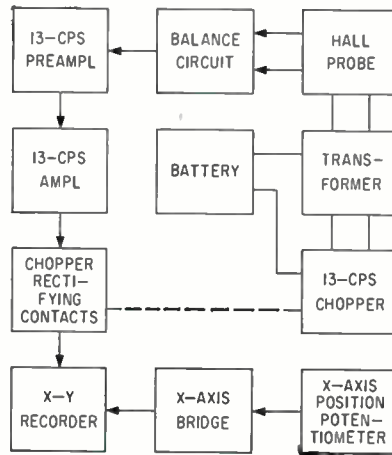 13-CPS
PREAMPL
BALANCE
CIRCUIT
HALL
PROBE
13-CPS
AMPL
BATTERY
TRANS-
FORMER
CHOPPER
RECTI-
FYING
CONTACTS
13-CPS
CHOPPER
X-Y
RECORDER
X-AXIS
BRIDGE
X-AXIS
POSITION
POTEN-
TIOMETER